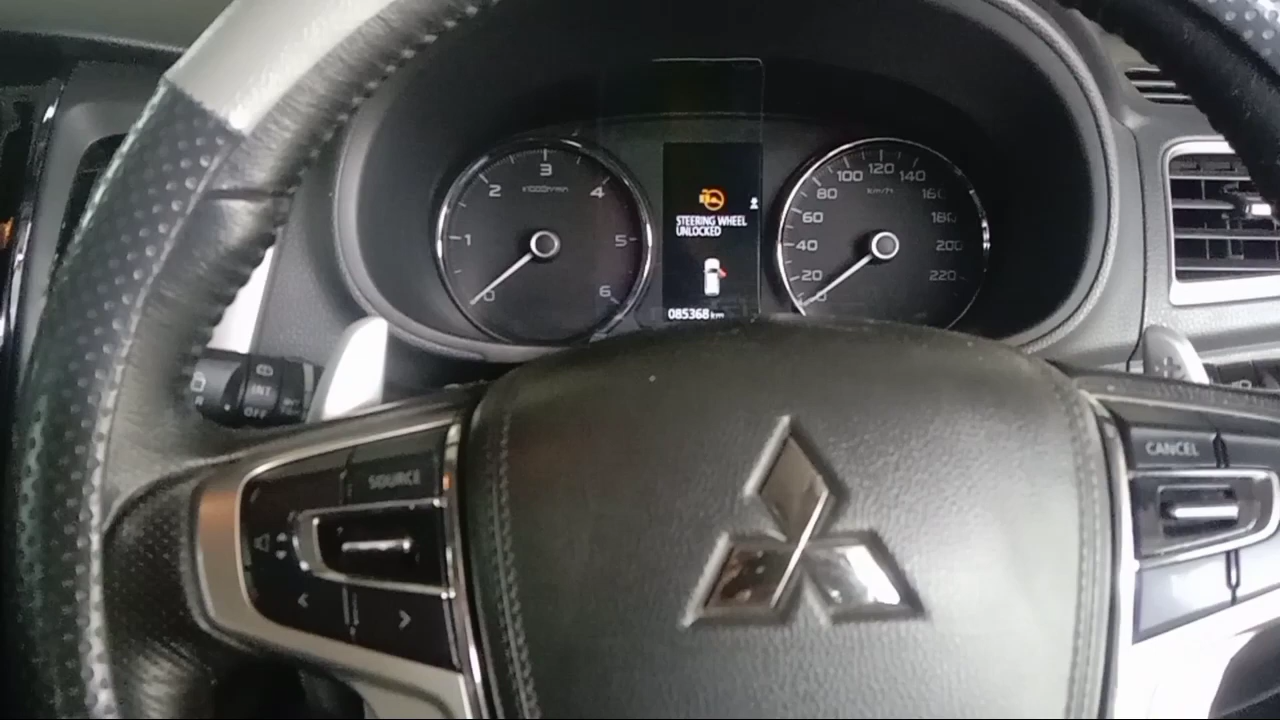 1
2
3
4
5
6
0
x1000r/min
STEERING WHEEL
UNLOCKED
085368 km
0
20
40
60
80
100
120
140
160
180
200
220
km/h
INT
OFF
R
SOURCE
CANCEL